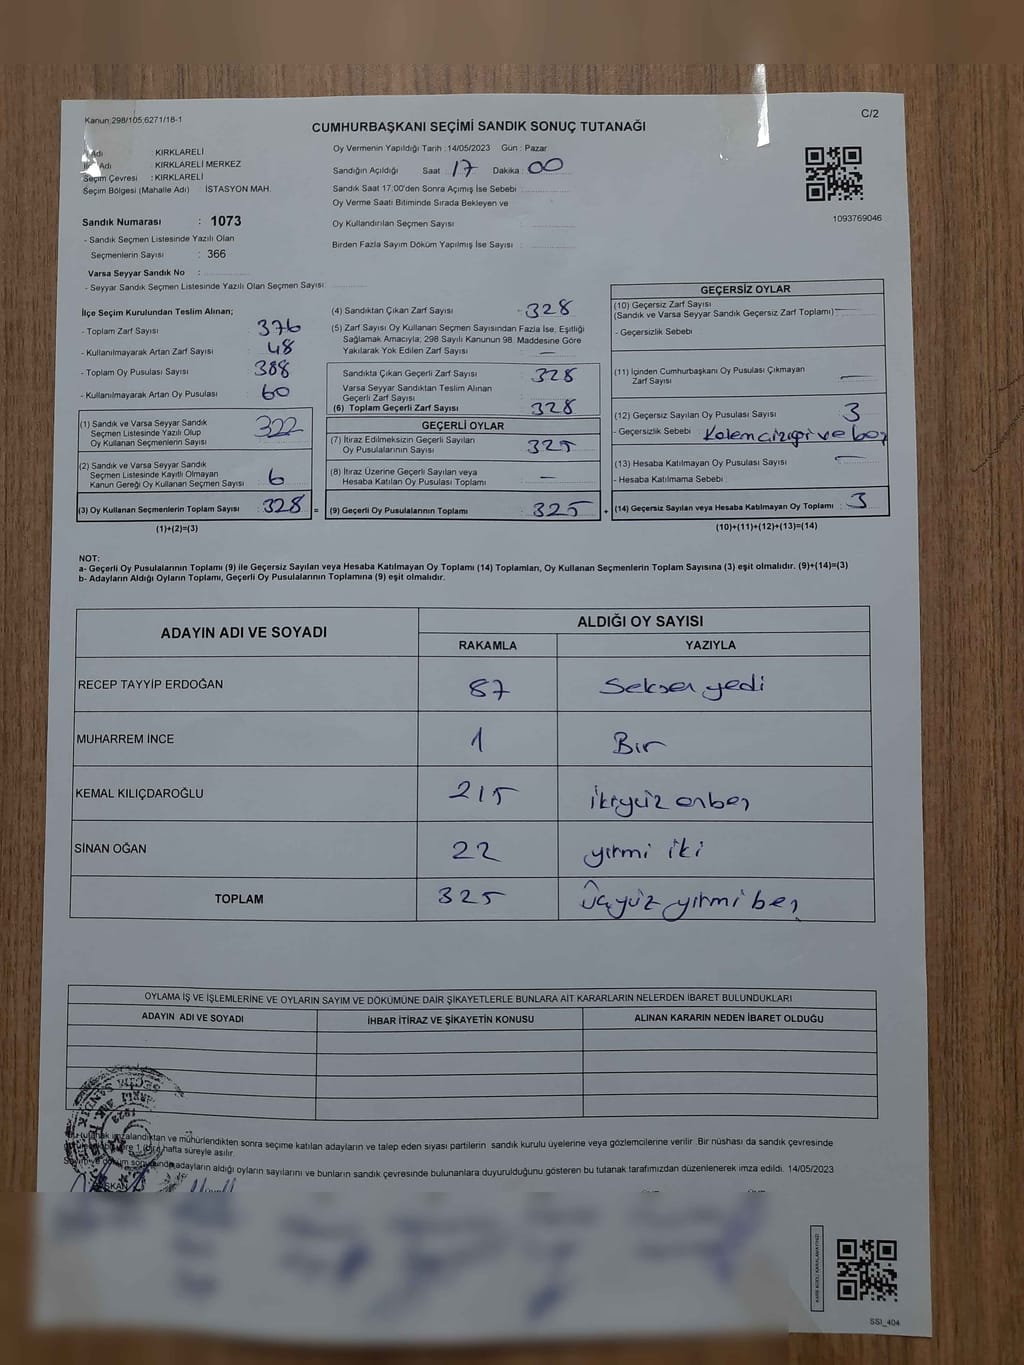 Kanun:298/105,6271/18-1
C/2
CUMHURBAŞKANI SEÇİMİ SANDIK SONUÇ TUTANAĞI
Adı KIRKLARELİ
Adı KIRKLARELİ MERKEZ
Seçim Çevresi : KIRKLARELİ
Seçim Bölgesi (Mahalle Adı) İSTASYON MAH.
Sandık Numarası : 1073
- Sandık Seçmen Listesinde Yazılı Olan
Seçmenlerin Sayısı : 366
Varsa Seyyar Sandık No :
- Seyyar Sandık Seçmen Listesinde Yazılı Olan Seçmen Sayısı:
Oy Vermenin Yapıldığı Tarih :14/05/2023 Gün : Pazar
Sandığın Açıldığı Saat : 17 Dakika : 00
Sandık Saat 17:00'den Sonra Açımış İse Sebebi :
Oy Verme Saati Bitiminde Sırada Bekleyen ve
Oy Kullandırılan Seçmen Sayısı :
Birden Fazla Sayım Döküm Yapılmış İse Sayısı :
1093769046
İlçe Seçim Kurulundan Teslim Alınan;
- Toplam Zarf Sayısı : 376
- Kullanılmayarak Artan Zarf Sayısı : 48
- Toplam Oy Pusulası Sayısı : 388
- Kullanılmayarak Artan Oy Pusulası : 60
(1) Sandık ve Varsa Seyyar Sandık
Seçmen Listesinde Yazılı Olup
Oy Kullanan Seçmenlerin Sayısı : 322
(2) Sandık ve Varsa Seyyar Sandık
Seçmen Listesinde Kayıtlı Olmayan
Kanun Gereği Oy Kullanan Seçmen Sayısı : 6
(3) Oy Kullanan Seçmenlerin Toplam Sayısı : 328 =
(1)+(2)=(3)
(4) Sandıktan Çıkan Zarf Sayısı : 328
(5) Zarf Sayısı Oy Kullanan Seçmen Sayısından Fazla İse, Eşitliği
Sağlamak Amacıyla; 298 Sayılı Kanunun 98. Maddesine Göre
Yakılarak Yok Edilen Zarf Sayısı : —
Sandıkta Çıkan Geçerli Zarf Sayısı : 328
Varsa Seyyar Sandıktan Teslim Alınan
Geçerli Zarf Sayısı :
(6) Toplam Geçerli Zarf Sayısı : 328
GEÇERLİ OYLAR
(7) İtiraz Edilmeksizin Geçerli Sayılan
Oy Pusulalarının Sayısı : 325
(8) İtiraz Üzerine Geçerli Sayılan veya
Hesaba Katılan Oy Pusulası Toplamı : —
(9) Geçerli Oy Pusulalarının Toplamı : 325 +
GEÇERSİZ OYLAR
(10) Geçersiz Zarf Sayısı
(Sandık ve Varsa Seyyar Sandık Geçersiz Zarf Toplamı) : —
- Geçersizlik Sebebi :
(11) İçinden Cumhurbaşkanı Oy Pusulası Çıkmayan
Zarf Sayısı : —
(12) Geçersiz Sayılan Oy Pusulası Sayısı : 3
- Geçersizlik Sebebi : Kalem çizgi ve boş
(13) Hesaba Katılmayan Oy Pusulası Sayısı : —
- Hesaba Katılmama Sebebi :
(14) Geçersiz Sayılan veya Hesaba Katılmayan Oy Toplamı : 3
(10)+(11)+(12)+(13)=(14)
NOT:
a- Geçerli Oy Pusulalarının Toplamı (9) ile Geçersiz Sayılan veya Hesaba Katılmayan Oy Toplamı (14) Toplamları, Oy Kullanan Seçmenlerin Toplam Sayısına (3) eşit olmalıdır. (9)+(14)=(3)
b- Adayların Aldığı Oyların Toplamı, Geçerli Oy Pusulalarının Toplamına (9) eşit olmalıdır.
ADAYIN ADI VE SOYADI ALDIĞI OY SAYISI
RAKAMLA YAZIYLA
RECEP TAYYİP ERDOĞAN 87 Seksen yedi
MUHARREM İNCE 1 Bir
KEMAL KILIÇDAROĞLU 215 ikiyüz onbeş
SİNAN OĞAN 22 yirmi iki
TOPLAM 325 Üçyüz yirmi beş
OYLAMA İŞ VE İŞLEMLERİNE VE OYLARIN SAYIM VE DÖKÜMÜNE DAİR ŞİKAYETLERLE BUNLARA AİT KARARLARIN NELERDEN İBARET BULUNDUKLARI
ADAYIN ADI VE SOYADI İHBAR İTİRAZ VE ŞİKAYETİN KONUSU ALINAN KARARIN NEDEN İBARET OLDUĞU
imzalandıktan ve mühürlendikten sonra seçime katılan adayların ve talep eden siyasi partilerin sandık kurulu üyelerine veya gözlemcilerine verilir. Bir nüshası da sandık çevresinde
hafta süreyle asılır.
adayların aldığı oyların sayılarını ve bunların sandık çevresinde bulunanlara duyurulduğunu gösteren bu tutanak tarafımızdan düzenlenerek imza edildi. 14/05/2023
BAŞKAN
SSI_404